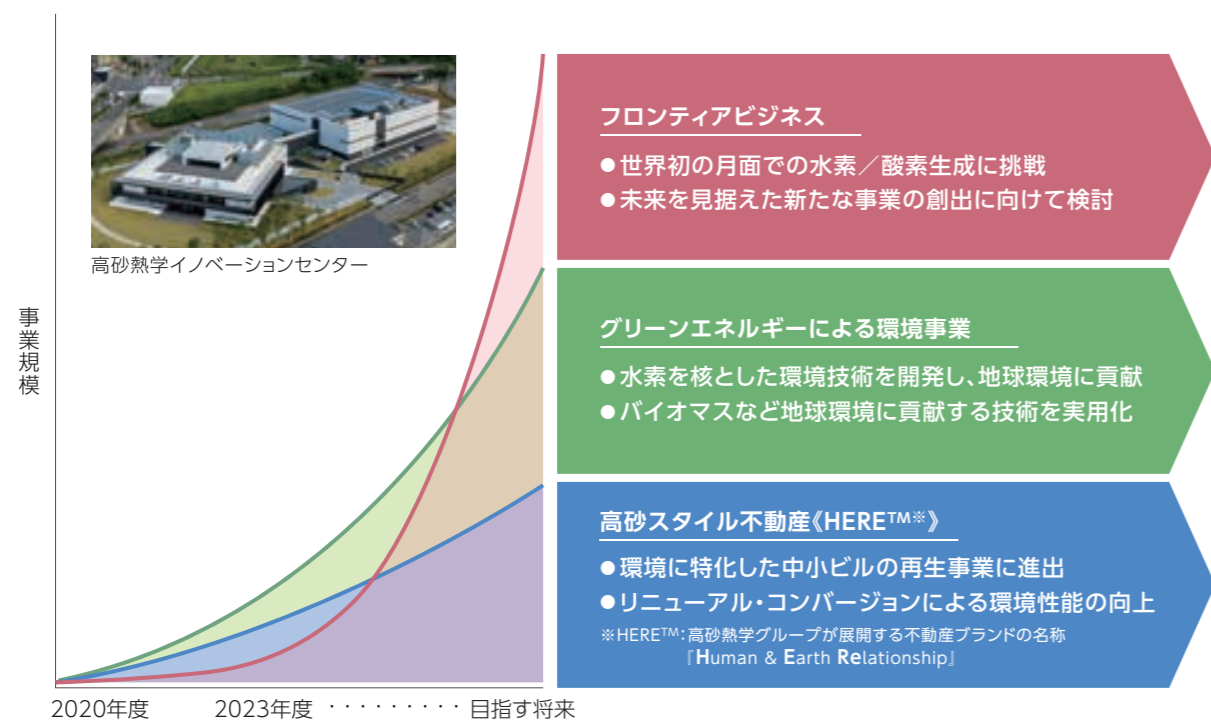 高砂熱学イノベーションセンター
事業規模
2020年度 2023年度 ・・・・・・・・・ 目指す将来
フロンティアビジネス
●世界初の月面での水素／酸素生成に挑戦
●未来を見据えた新たな事業の創出に向けて検討
グリーンエネルギーによる環境事業
●水素を核とした環境技術を開発し、地球環境に貢献
●バイオマスなど地球環境に貢献する技術を実用化
高砂スタイル不動産《HERE™※》
●環境に特化した中小ビルの再生事業に進出
●リニューアル・コンバージョンによる環境性能の向上
※HERE™：高砂熱学グループが展開する不動産ブランドの名称
『Human & Earth Relationship』